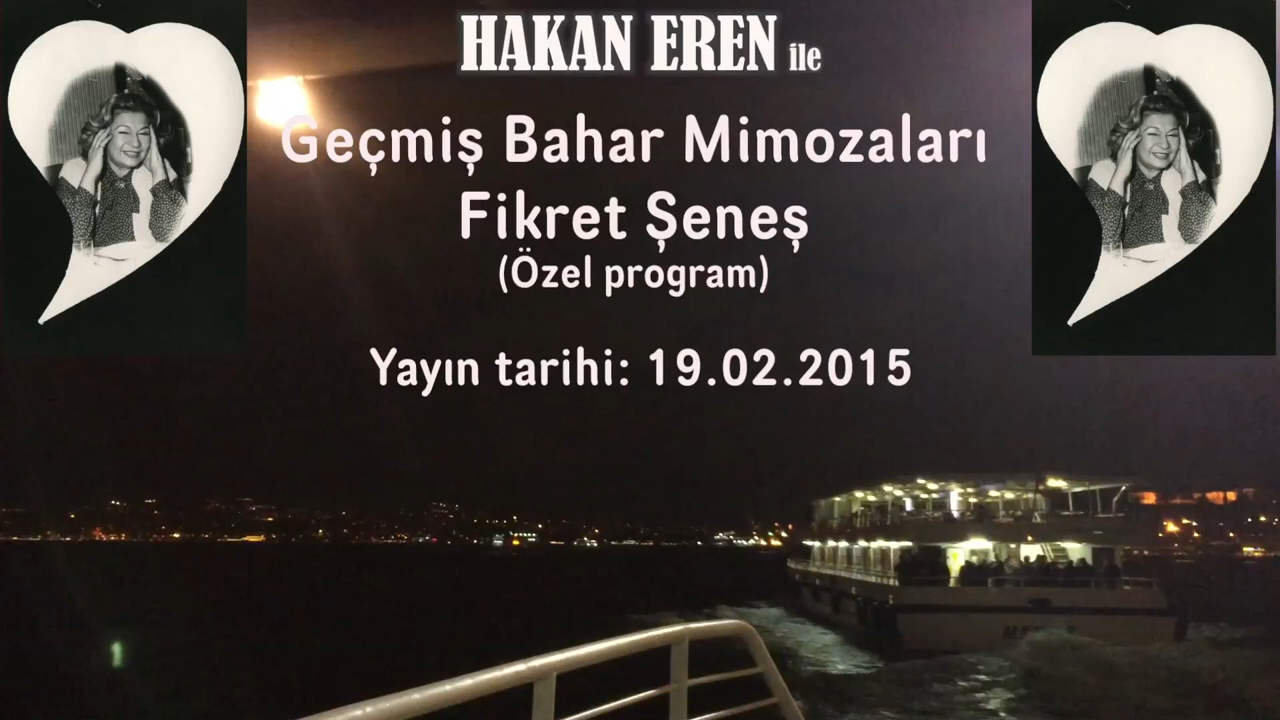 HAKAN EREN ile
Geçmiş Bahar Mimozaları
Fikret Şeneş
(Özel program)
Yayın tarihi: 19.02.2015